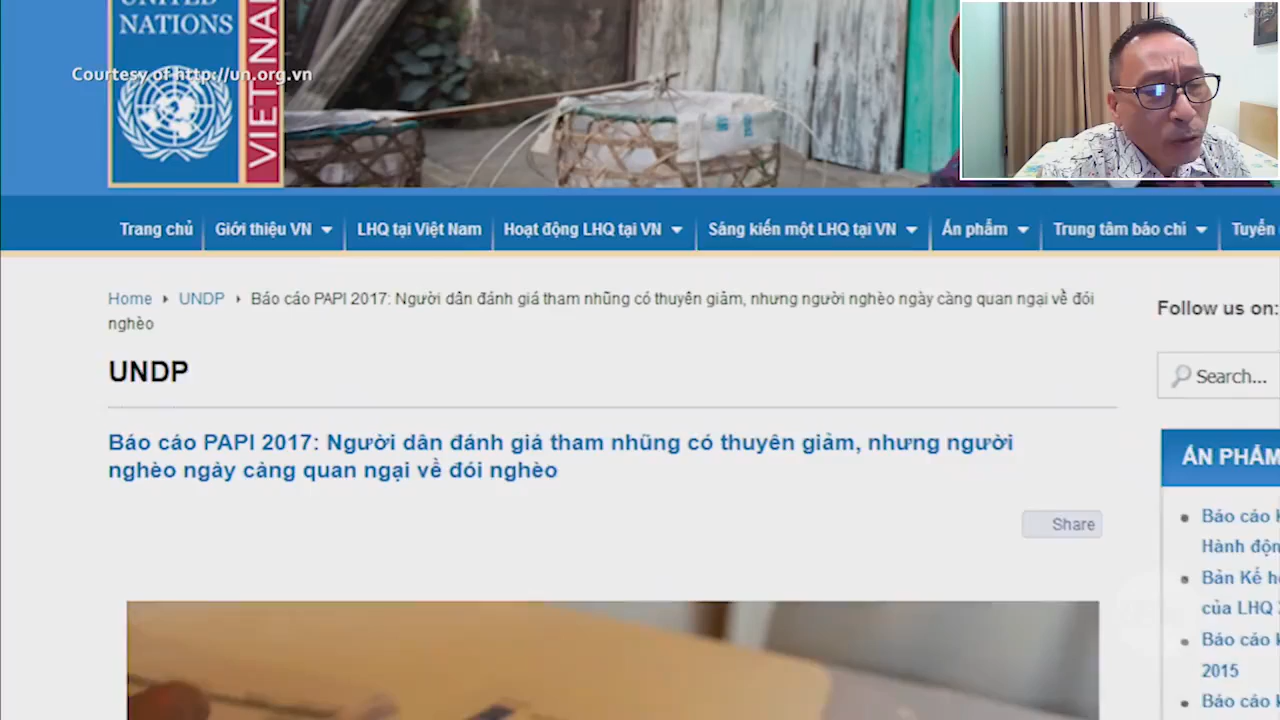 UNITED
NATIONS
VIETNA
Courtesy of http://un.org.vn
Trang chủ
Giới thiệu VN
LHQ tại Việt Nam
Hoạt động LHQ tại VN
Sáng kiến một LHQ tại VN
Ấn phẩm
Trung tâm báo chí
Tuyển
Home
UNDP
Báo cáo PAPI 2017: Người dân đánh giá tham nhũng có thuyên giảm, nhưng người nghèo ngày càng quan ngại về đói
nghèo
Follow us on:
UNDP
Search...
Báo cáo PAPI 2017: Người dân đánh giá tham nhũng có thuyên giảm, nhưng người
nghèo ngày càng quan ngại về đói nghèo
Share
ẤN PHẨM
Báo cáo
Hành độn
Bản Kế h
của LHQ
Báo cáo
2015
Báo cáo